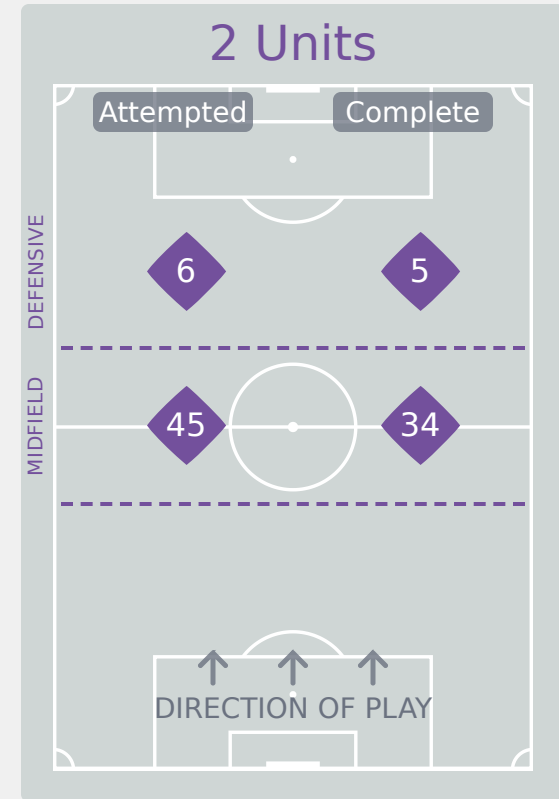 2 Units
Attempted
Complete
DEFENSIVE
6
5
MIDFIELD
45
34
DIRECTION OF PLAY